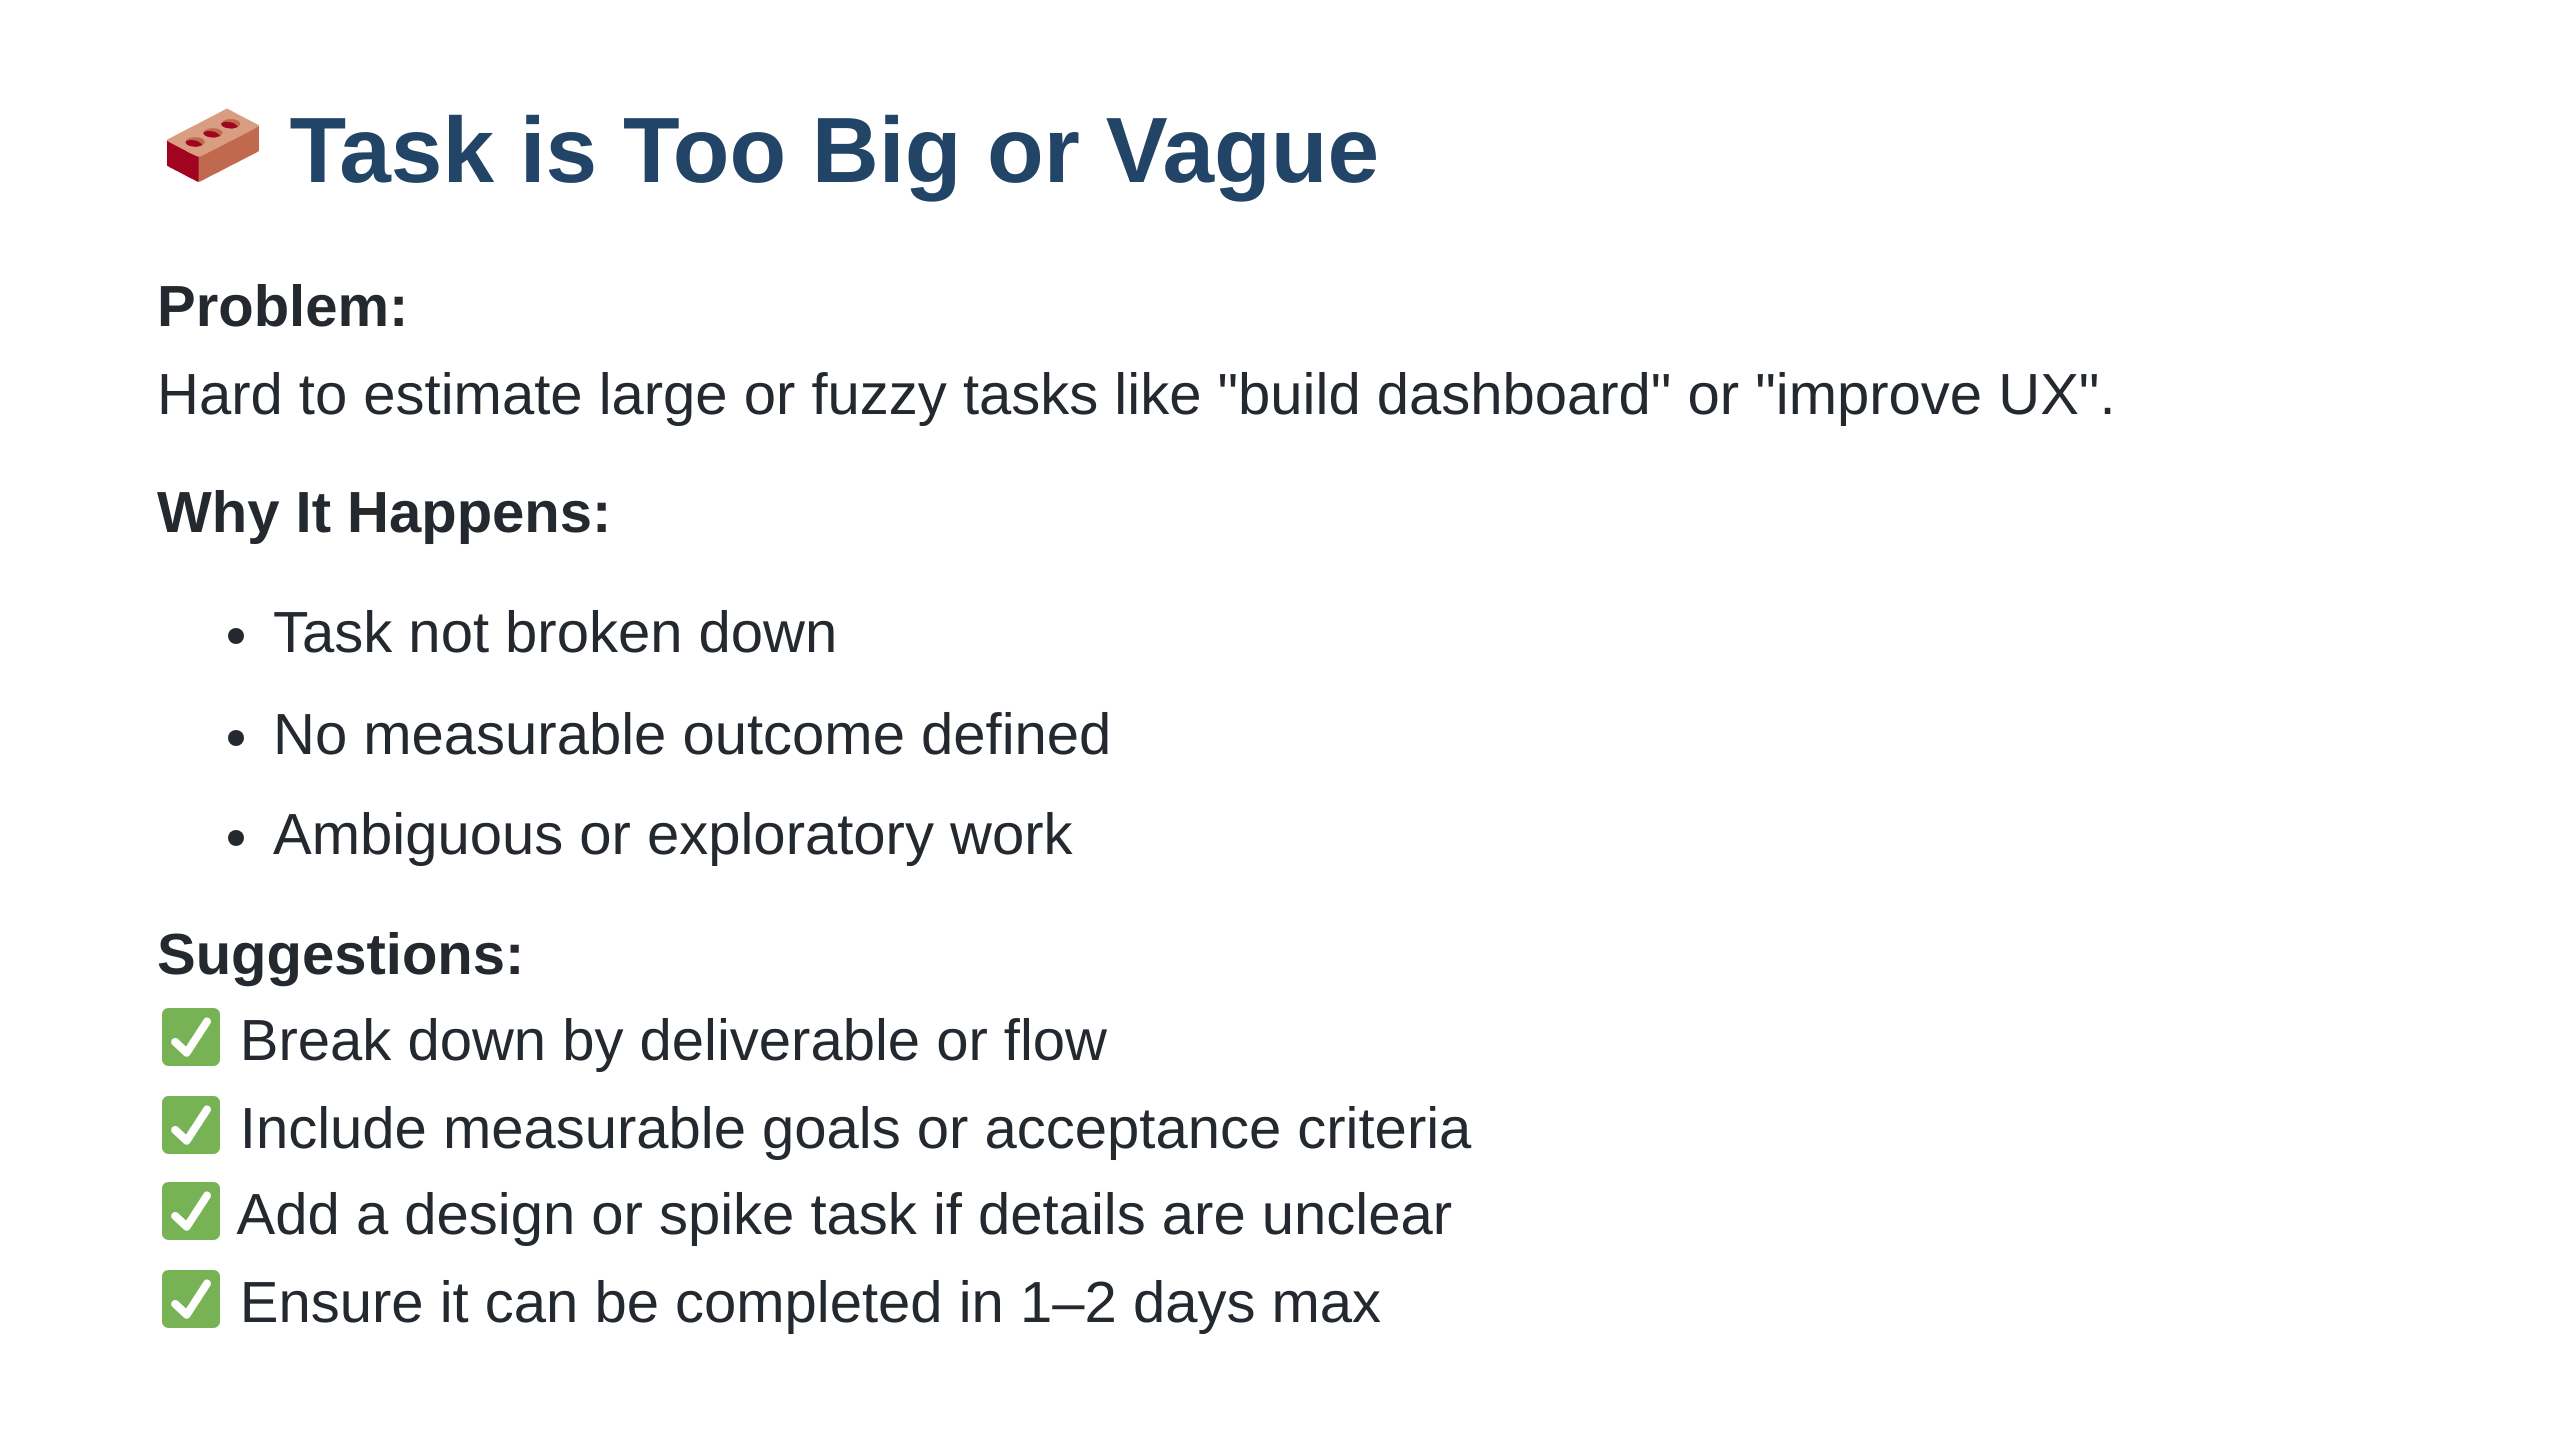 🧱 Task is Too Big or Vague
Problem:
Hard to estimate large or fuzzy tasks like "build dashboard" or "improve UX".
Why It Happens:
• Task not broken down
• No measurable outcome defined
• Ambiguous or exploratory work
Suggestions:
✅ Break down by deliverable or flow
✅ Include measurable goals or acceptance criteria
✅ Add a design or spike task if details are unclear
✅ Ensure it can be completed in 1–2 days max